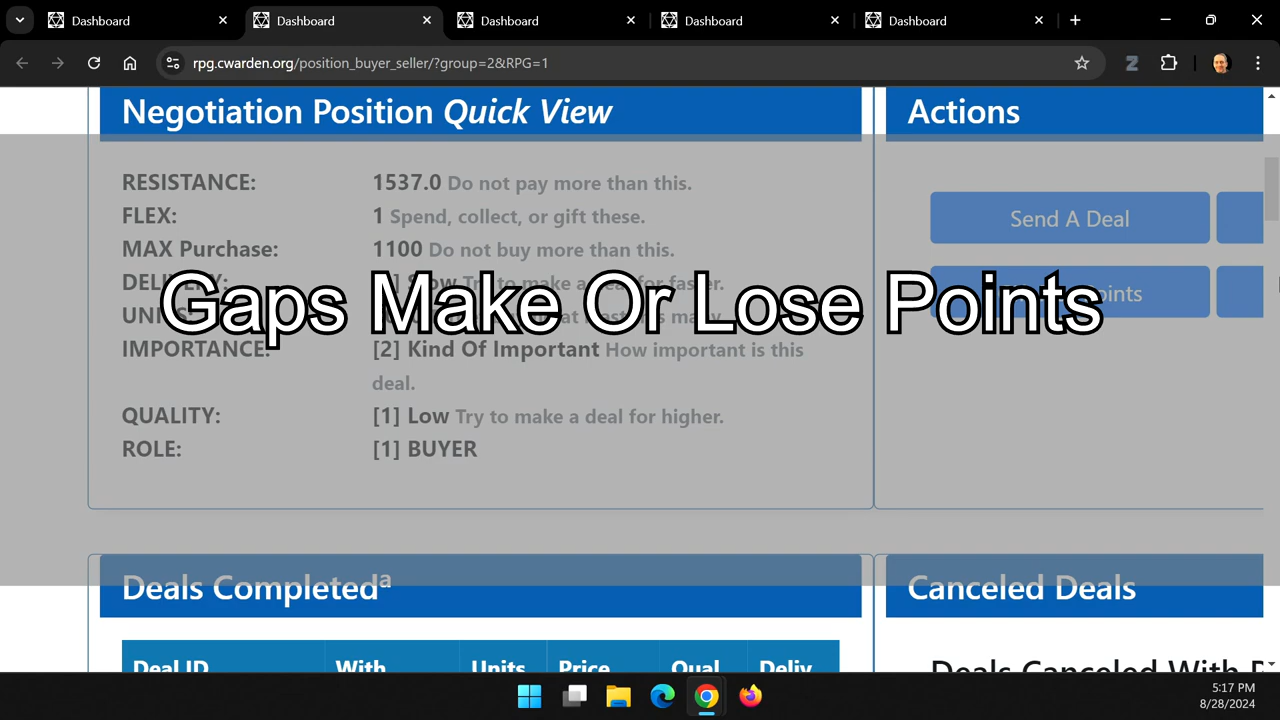 Dashboard
Dashboard
Dashboard
Dashboard
Dashboard
rpg.cwarden.org/position_buyer_seller/?group=2&RPG=1
Negotiation Position Quick View
Actions
RESISTANCE: 1537.0 Do not pay more than this.
FLEX: 1 Spend, collect, or gift these.
MAX Purchase: 1100 Do not buy more than this.
Send A Deal
Gaps Make Or Lose Points
IMPORTANCE: [2] Kind Of Important How important is this
deal.
QUALITY: [1] Low Try to make a deal for higher.
ROLE: [1] BUYER
Deals Completedª
Canceled Deals
Deal ID With Units Price Qual Deliv
Deals Canceled With
5:17 PM
8/28/2024